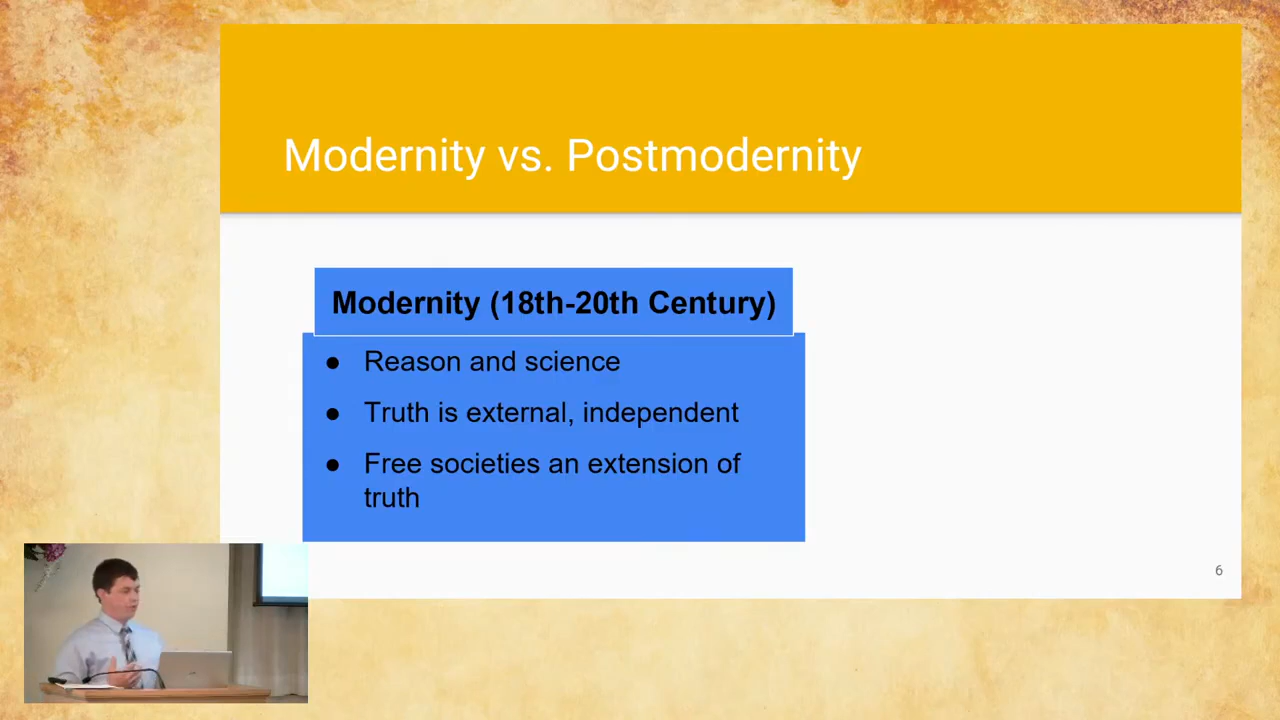 Modernity vs. Postmodernity
Modernity (18th-20th Century)
● Reason and science
● Truth is external, independent
● Free societies an extension of
truth
6